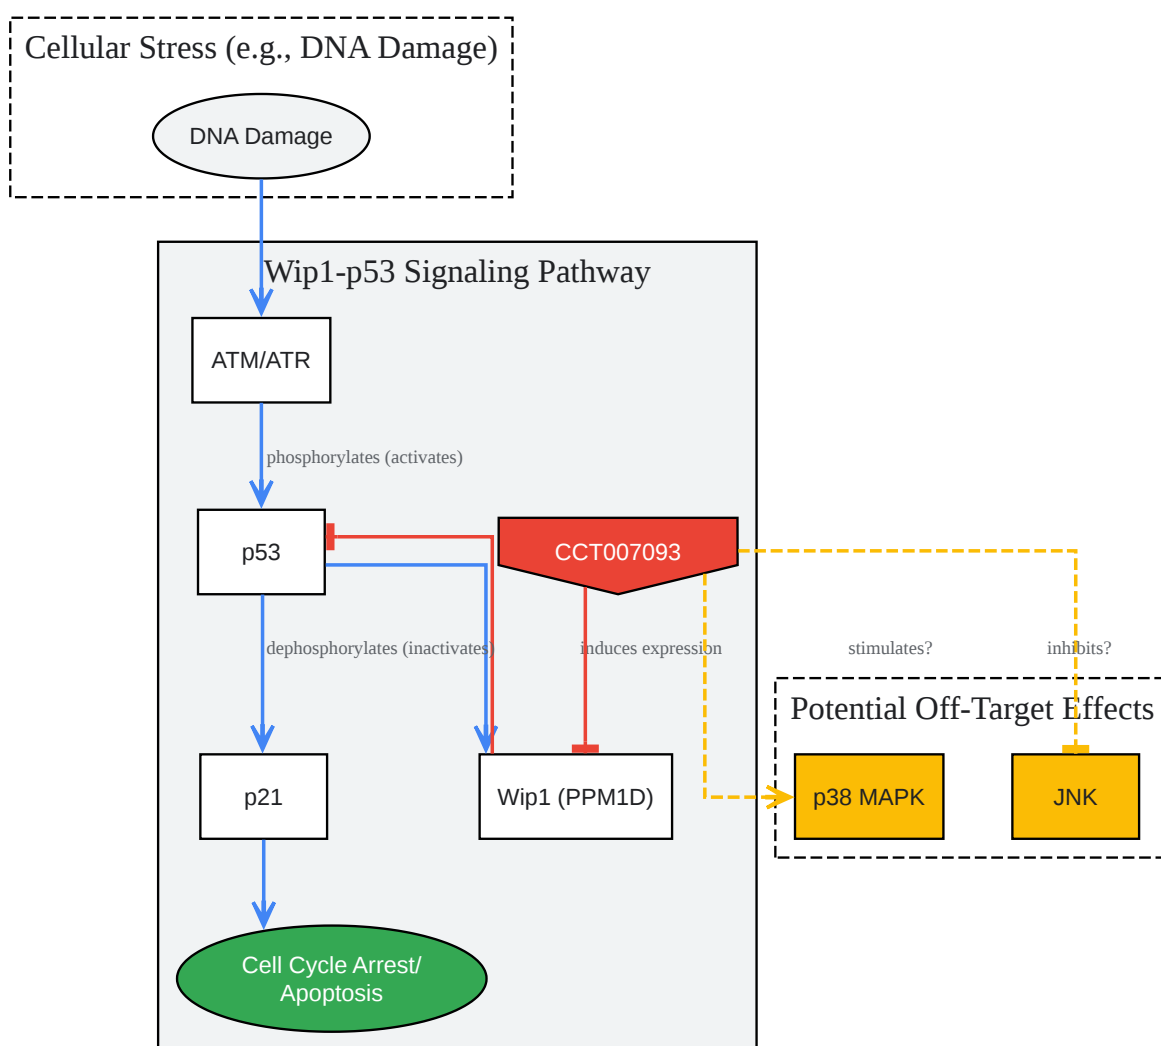 Cellular Stress (e.g., DNA Damage)
DNA Damage
Wip1-p53 Signaling Pathway
ATM/ATR
phosphorylates (activates)
p53
CCT007093
dephosphorylates (inactivates)
induces expression
stimulates?
inhibits?
Potential Off-Target Effects
p21
Wip1 (PPM1D)
p38 MAPK
JNK
Cell Cycle Arrest/
Apoptosis